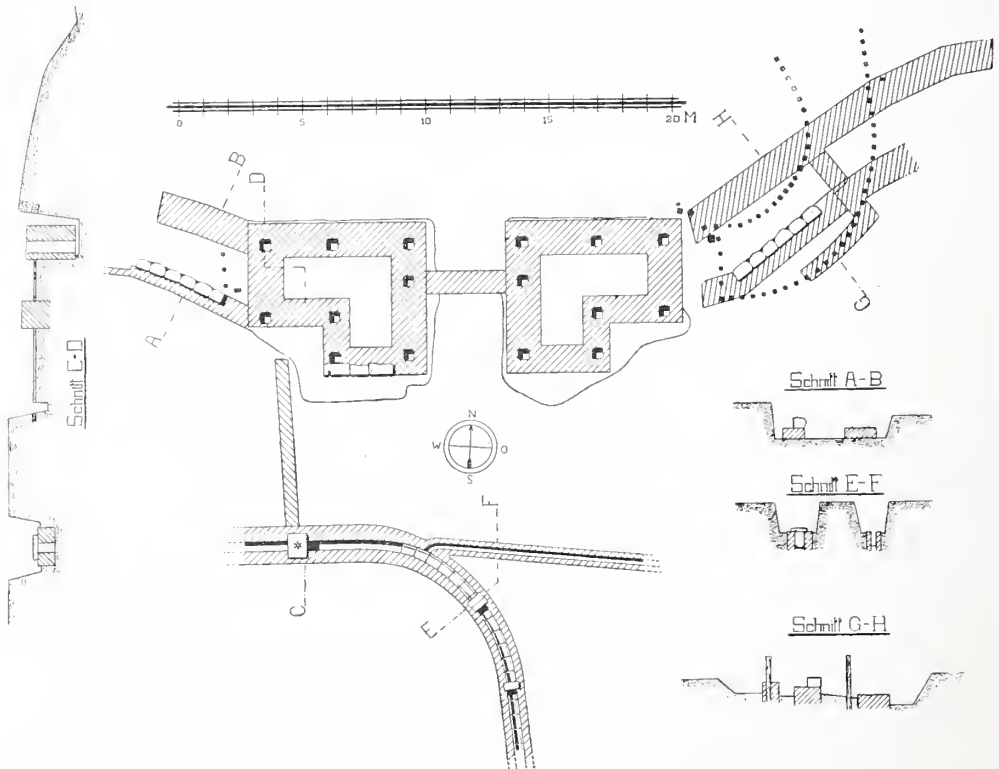 H
0 5 10 15 20 M
B
D
A
G
Schnitt C-D
Schnitt A-B
N
W O
S
Schnitt E-F
F
C
E
Schnitt G-H